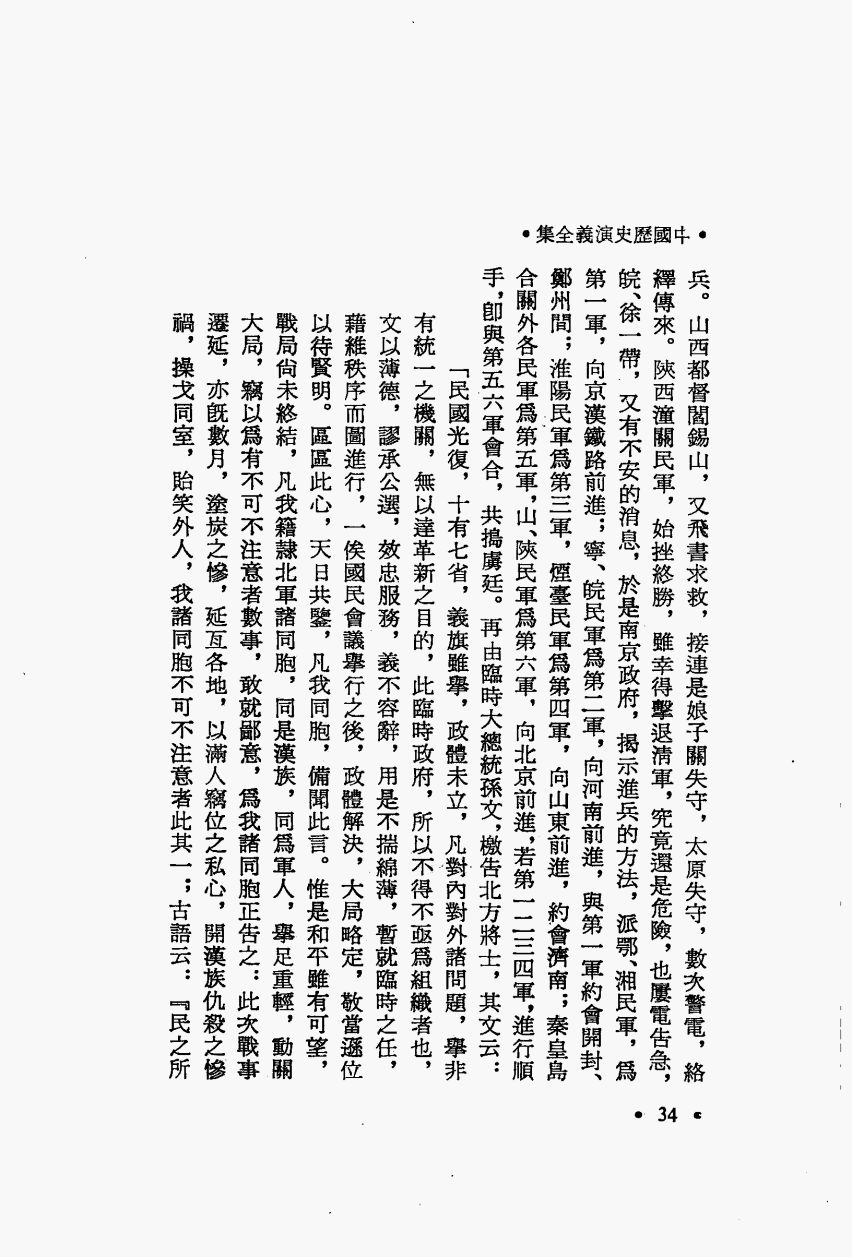 •中國歷史演義全集•
兵。山西都督閻錫山，又飛書求救，接連是娘子關失守，太原失守，數次警電，絡
繹傳來。陝西潼關民軍，始挫終勝，雖幸得擊退淸軍，究竟還是危險，也屢電吿急，
皖、徐一帶，又有不安的消息，於是南京政府，揭示進兵的方法，派鄂、湘民軍，爲
第一軍，向京漢鐵路前進；寧、皖民軍爲第二軍，向河南前進，與第一軍約會開封、
鄭州間；淮陽民軍爲第三軍，煙臺民軍爲第四軍，向山東前進，約會濟南；秦皇島
合關外各民軍爲第五軍，山、陝民軍爲第六軍，向北京前進，若第一二三四軍，進行順
手，卽與第五六軍會合，共搗虜廷。再由臨時大總統孫文，檄吿北方將士，其文云：
「民國光復，十有七省，義旗雖擧，政體未立，凡對內對外諸問題，擧非
有統一之機關，無以達革新之目的，此臨時政府，所以不得不亟爲組織者也，
文以薄德，謬承公選，效忠服務，義不容辭，用是不揣綿薄，暫就臨時之任，
藉維秩序而圖進行，一俟國民會議擧行之後，政體解決，大局略定，敬當遜位
以待賢明。區區此心，天日共鑒，凡我同胞，備聞此言。惟是和平雖有可望，
戰局尙未終結，凡我籍隸北軍諸同胞，同是漢族，同爲軍人，擧足重輕，動關
大局，竊以爲有不可不注意者數事，敢就鄙意，爲我諸同胞正吿之：此次戰事
遷延，亦旣數月，塗炭之慘，延亙各地，以滿人竊位之私心，開漢族仇殺之慘
禍，操戈同室，貽笑外人，我諸同胞不可不注意者此其一；古語云：『民之所
•34•